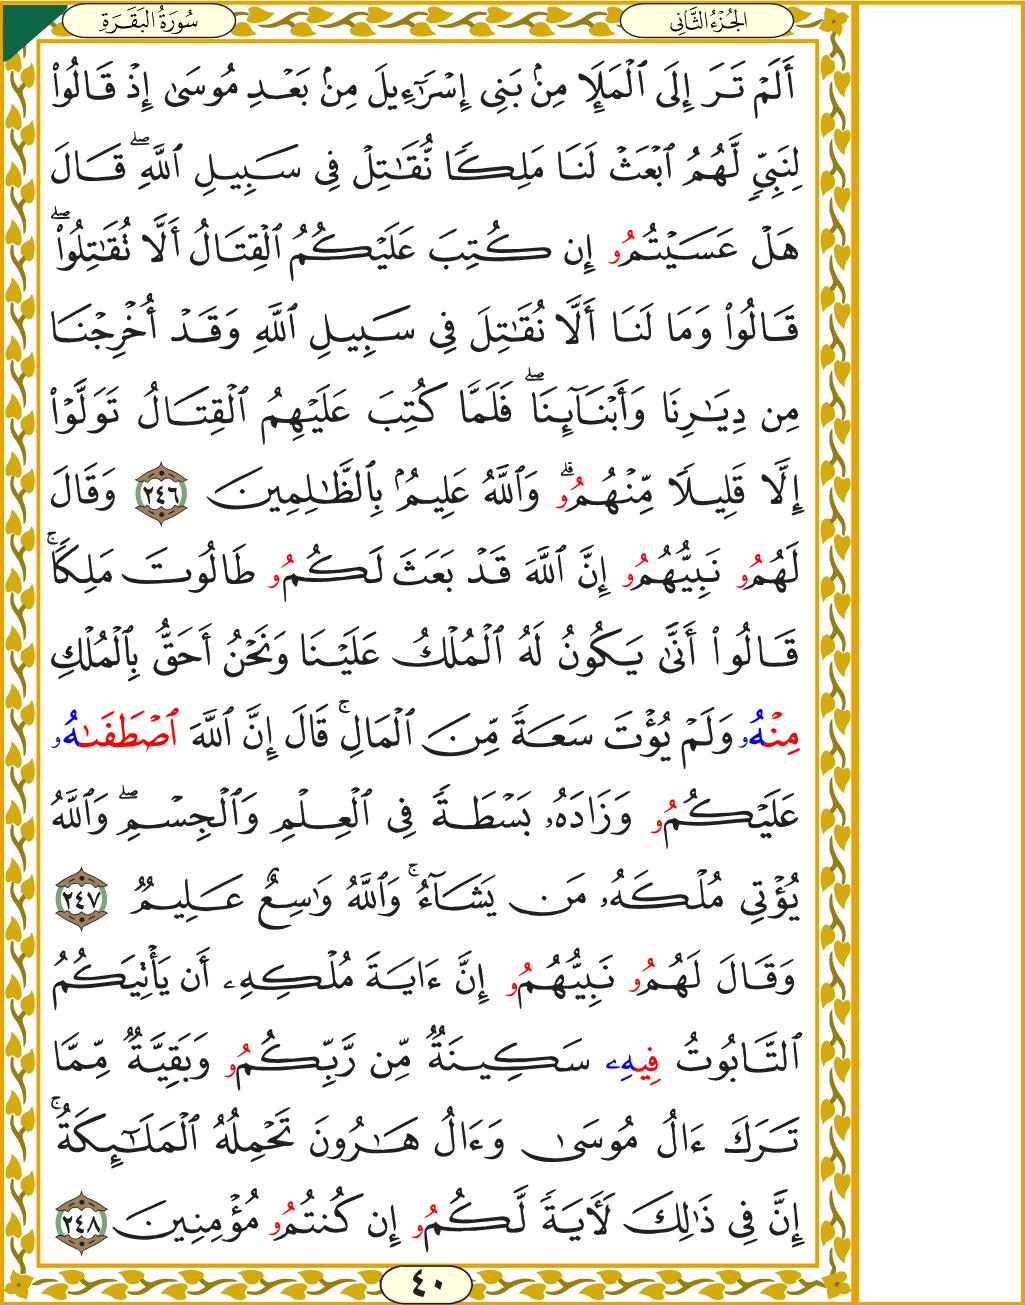 الجُزْءُ الثَّانِي
سُورَةُ البَقَرَةِ
أَلَمۡ تَرَ إِلَى ٱلۡمَلَإِ مِنۢ بَنِي إِسۡرَٰٓءِيلَ مِنۢ بَعۡدِ مُوسَىٰ إِذۡ قَالُواْ
لِنَبِيّٖ لَّهُمُ ٱبۡعَثۡ لَنَا مَلِكٗا نُّقَٰتِلۡ فِي سَبِيلِ ٱللَّهِۖ قَالَ
هَلۡ عَسَيۡتُمُو إِن كُتِبَ عَلَيۡكُمُ ٱلۡقِتَالُ أَلَّا تُقَٰتِلُواْۖ
قَالُواْ وَمَا لَنَا أَلَّا نُقَٰتِلَ فِي سَبِيلِ ٱللَّهِ وَقَدۡ أُخۡرِجۡنَا
مِن دِيَٰرِنَا وَأَبۡنَآئِنَاۖ فَلَمَّا كُتِبَ عَلَيۡهِمُ ٱلۡقِتَالُ تَوَلَّوۡاْ
إِلَّا قَلِيلٗا مِّنۡهُمُوۚ وَٱللَّهُ عَلِيمُۢ بِٱلظَّٰلِمِينَ ٢٤٦ وَقَالَ
لَهُمُو نَبِيُّهُمُو إِنَّ ٱللَّهَ قَدۡ بَعَثَ لَكُمُو طَالُوتَ مَلِكٗاۚ
قَالُواْ أَنَّىٰ يَكُونُ لَهُ ٱلۡمُلۡكُ عَلَيۡنَا وَنَحۡنُ أَحَقُّ بِٱلۡمُلۡكِ
مِنۡهُۥ وَلَمۡ يُؤۡتَ سَعَةٗ مِّنَ ٱلۡمَالِۚ قَالَ إِنَّ ٱللَّهَ ٱصۡطَفَىٰهُۥ
عَلَيۡكُمُو وَزَادَهُۥ بَسۡطَةٗ فِي ٱلۡعِلۡمِ وَٱلۡجِسۡمِۖ وَٱللَّهُ
يُؤۡتِي مُلۡكَهُۥ مَن يَشَآءُۚ وَٱللَّهُ وَٰسِعٌ عَلِيمٞ ٢٤٧
وَقَالَ لَهُمُو نَبِيُّهُمُو إِنَّ ءَايَةَ مُلۡكِهِۦ أَن يَأۡتِيَكُمُ
ٱلتَّابُوتُ فِيهِۦ سَكِينَةٞ مِّن رَّبِّكُمُو وَبَقِيَّةٞ مِّمَّا
تَرَكَ ءَالُ مُوسَىٰ وَءَالُ هَٰرُونَ تَحۡمِلُهُ ٱلۡمَلَٰٓئِكَةُۚ
إِنَّ فِي ذَٰلِكَ لَأٓيَةٗ لَّكُمُو إِن كُنتُمُو مُؤۡمِنِينَ ٢٤٨
٤٠